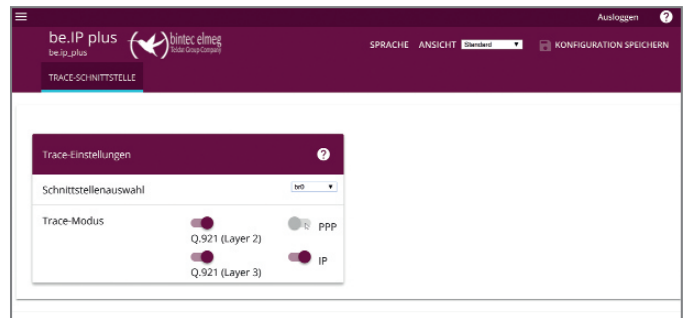 Ausloggen ?
be.IP plus
be.ip_plus
bintec elmeg
Teldat Group Company
SPRACHE ANSICHT Standard KONFIGURATION SPEICHERN
TRACE-SCHNITTSTELLE
Trace-Einstellungen ?
Schnittstellenauswahl br0
Trace-Modus
PPP
Q.921 (Layer 2)
IP
Q.921 (Layer 3)